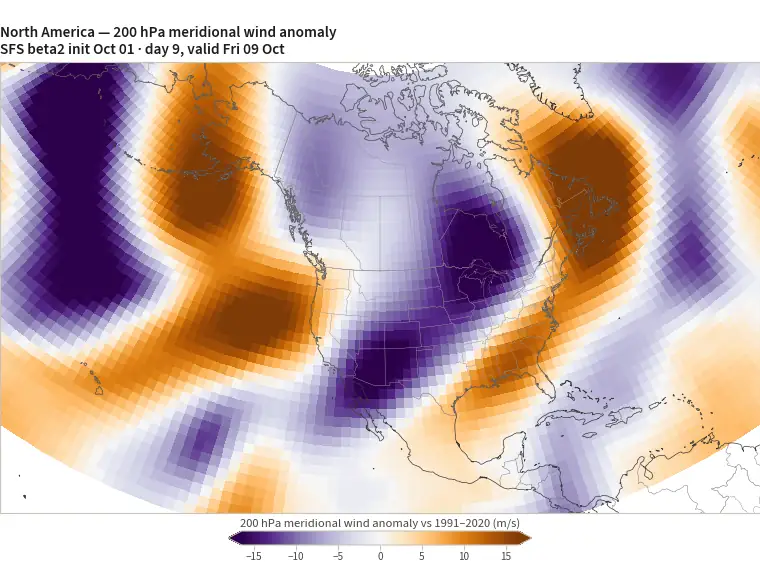 North America — 200 hPa meridional wind anomaly
SFS beta2 init Oct 01 · day 9, valid Fri 09 Oct
200 hPa meridional wind anomaly vs 1991–2020 (m/s)
−15 −10 −5 0 5 10 15